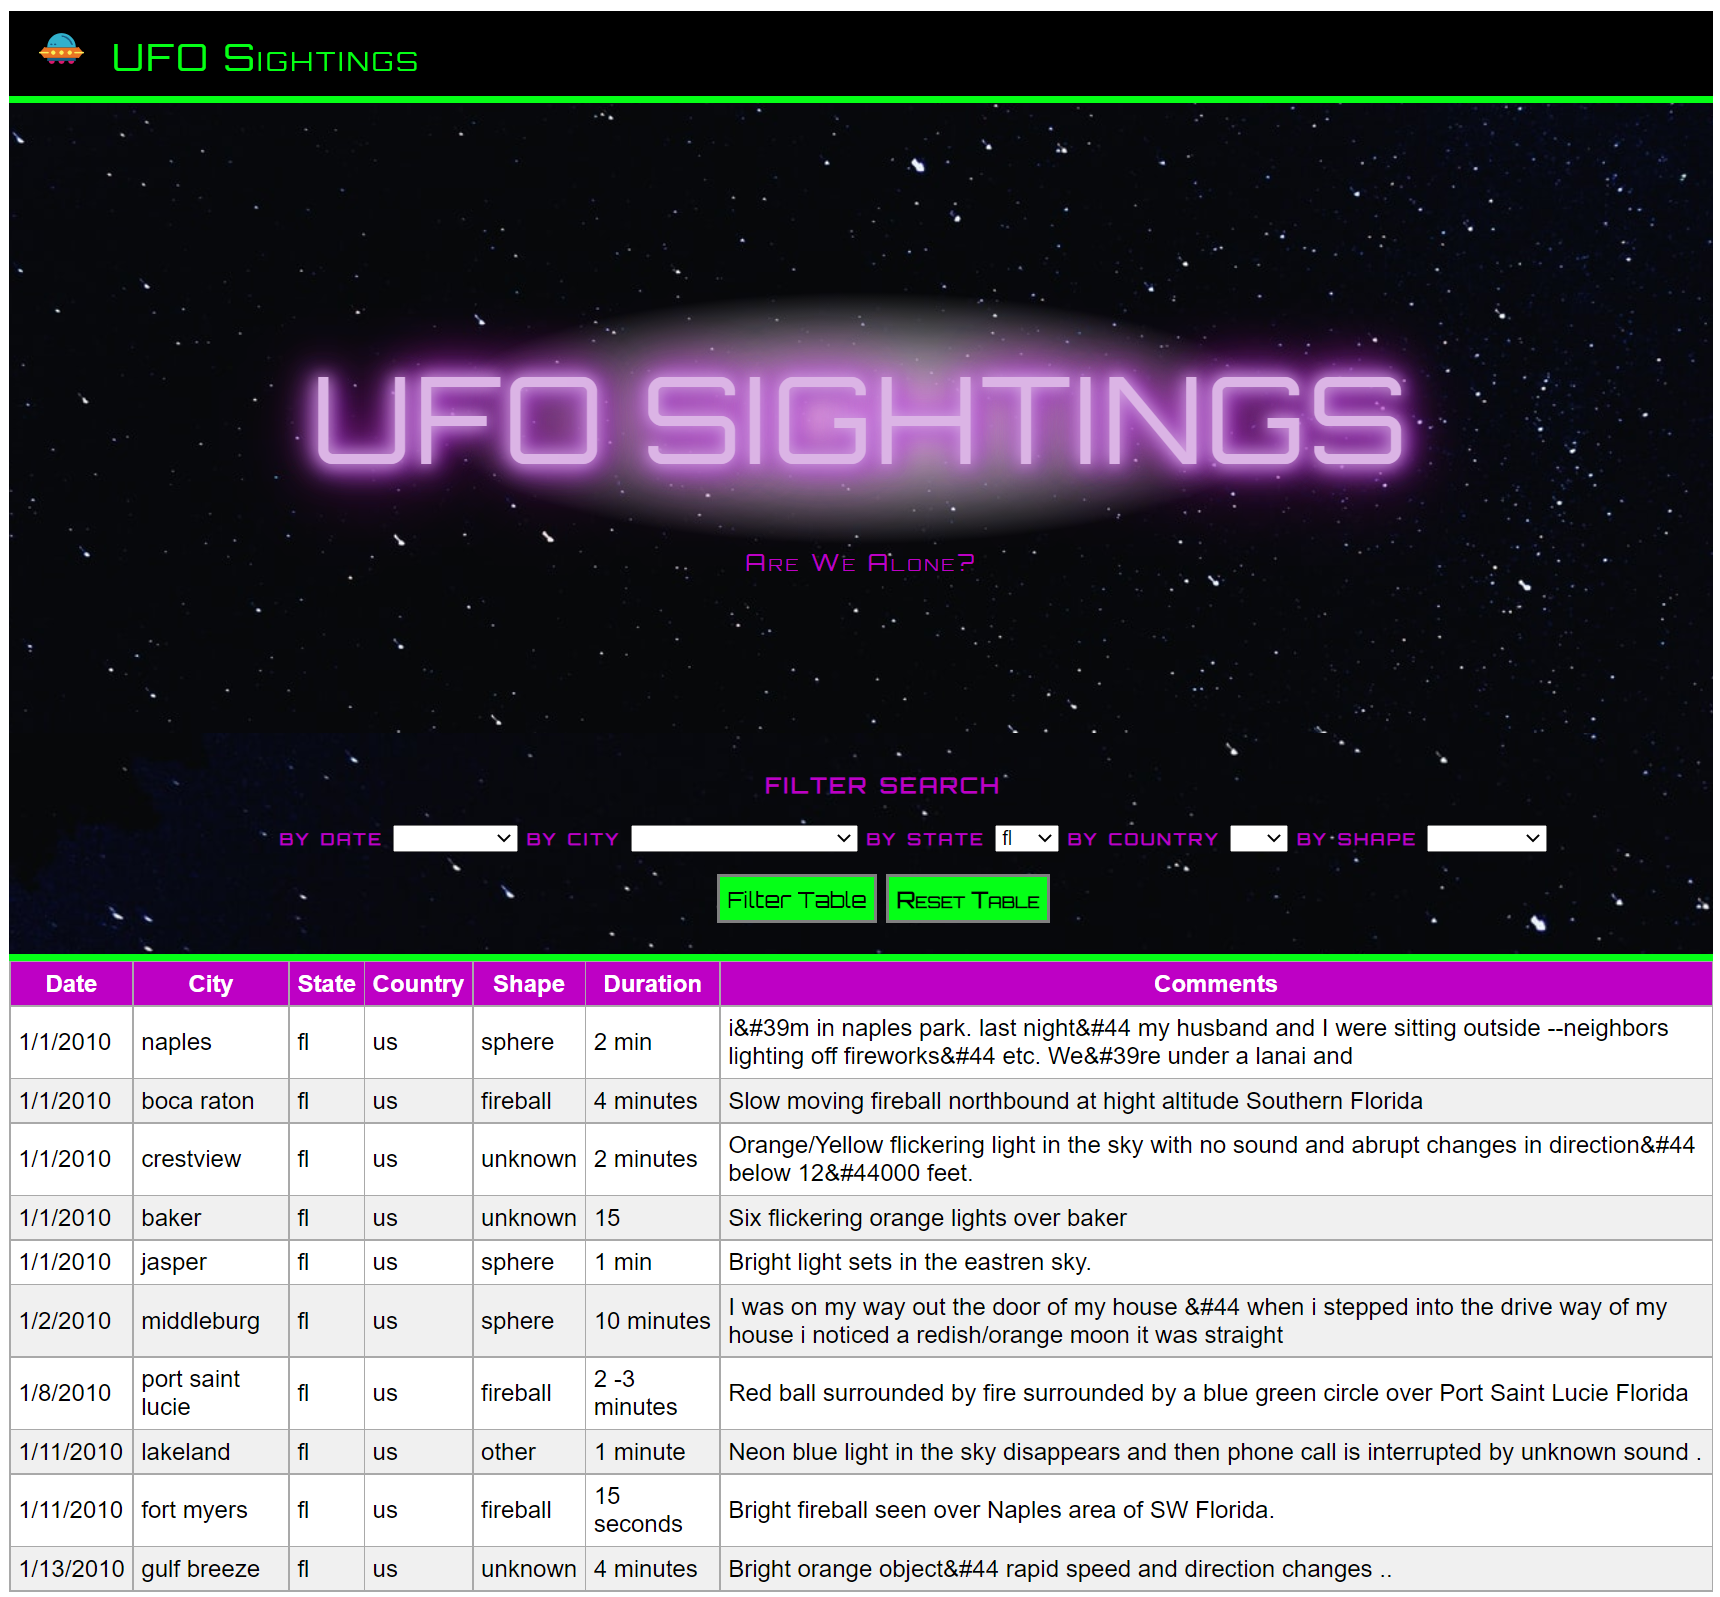 UFO Sightings
UFO SIGHTINGS
Are We Alone?
FILTER SEARCH
BY DATE BY CITY BY STATE fl BY COUNTRY BY SHAPE
Filter Table Reset Table
Date City State Country Shape Duration Comments
1/1/2010 naples fl us sphere 2 min i&#39m in naples park. last night&#44 my husband and I were sitting outside --neighbors
lighting off fireworks&#44 etc. We&#39re under a lanai and
1/1/2010 boca raton fl us fireball 4 minutes Slow moving fireball northbound at hight altitude Southern Florida
1/1/2010 crestview fl us unknown 2 minutes Orange/Yellow flickering light in the sky with no sound and abrupt changes in direction&#44
below 12&#44000 feet.
1/1/2010 baker fl us unknown 15 Six flickering orange lights over baker
1/1/2010 jasper fl us sphere 1 min Bright light sets in the eastren sky.
1/2/2010 middleburg fl us sphere 10 minutes I was on my way out the door of my house &#44 when i stepped into the drive way of my
house i noticed a redish/orange moon it was straight
1/8/2010 port saint lucie fl us fireball 2 -3 minutes Red ball surrounded by fire surrounded by a blue green circle over Port Saint Lucie Florida
1/11/2010 lakeland fl us other 1 minute Neon blue light in the sky disappears and then phone call is interrupted by unknown sound .
1/11/2010 fort myers fl us fireball 15 seconds Bright fireball seen over Naples area of SW Florida.
1/13/2010 gulf breeze fl us unknown 4 minutes Bright orange object&#44 rapid speed and direction changes ..